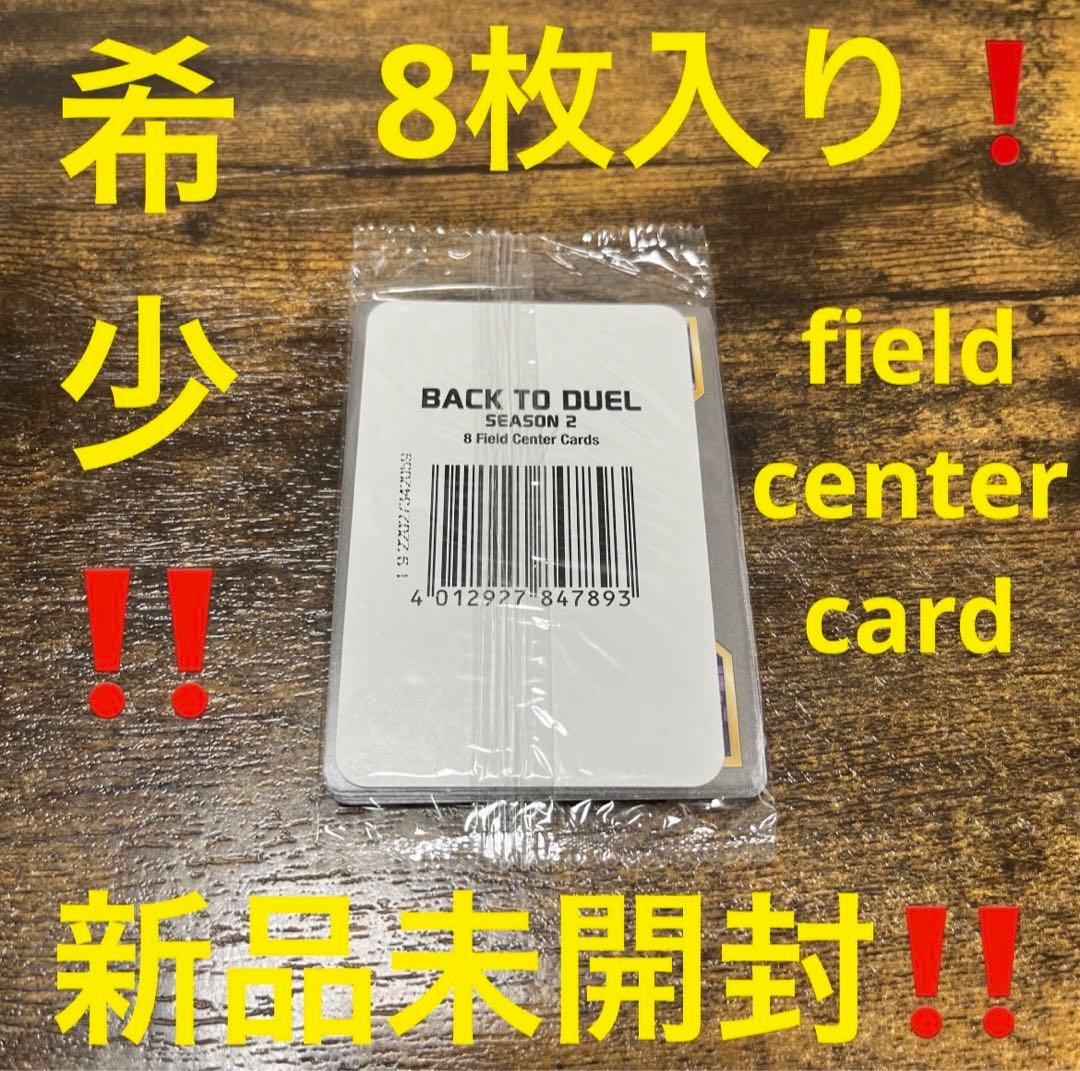 希少‼️
8枚入り❗
field
center
card
BACK TO DUEL
SEASON 2
8 Field Center Cards
4 012927 847893
新品未開封‼️